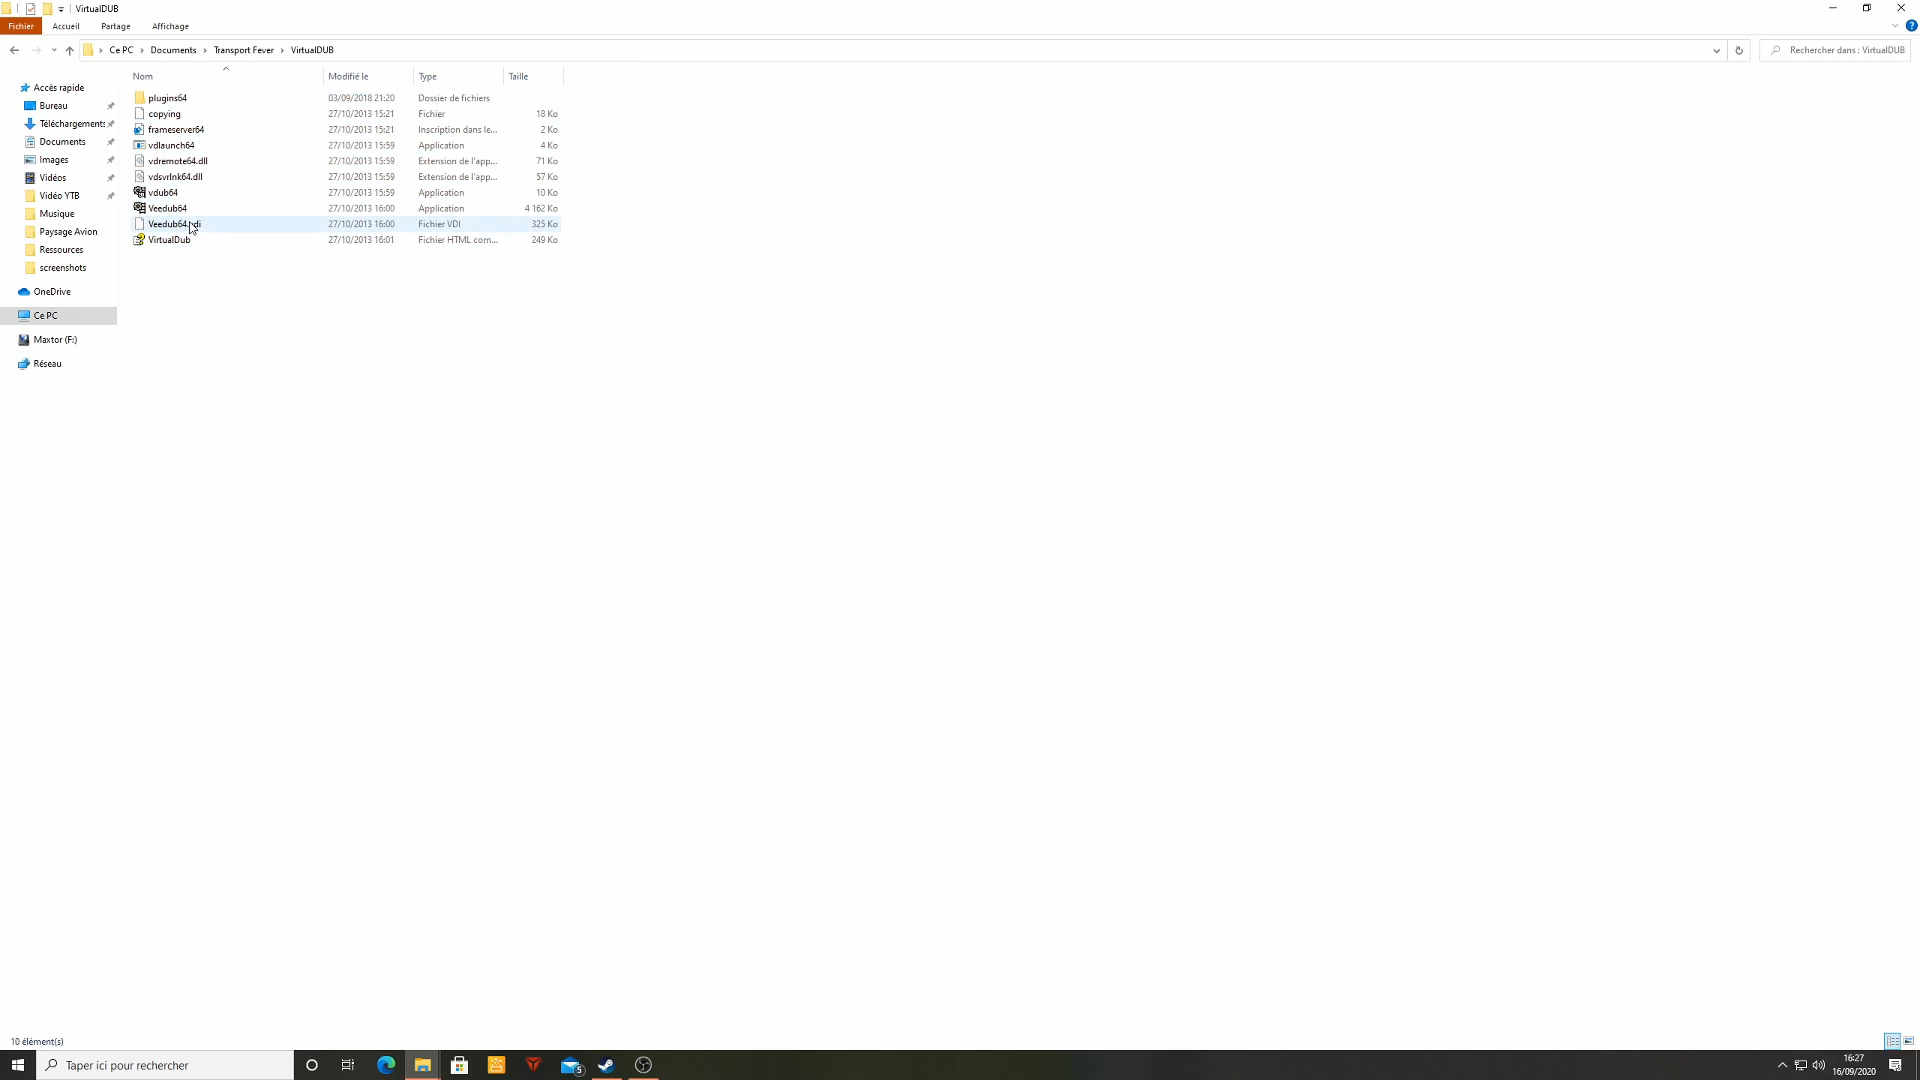 VirtualDUB
Fichier Accueil Partage Affichage
Ce PC > Documents > Transport Fever > VirtualDUB
Rechercher dans : VirtualDUB
Nom Modifié le Type Taille
plugins64 03/09/2018 21:20 Dossier de fichiers
copying 27/10/2013 15:21 Fichier 18 Ko
frameserver64 27/10/2013 15:21 Inscription dans le... 2 Ko
vdlaunch64 27/10/2013 15:59 Application 4 Ko
vdremote64.dll 27/10/2013 15:59 Extension de l'app... 71 Ko
vdsvrlnk64.dll 27/10/2013 15:59 Extension de l'app... 57 Ko
vdub64 27/10/2013 15:59 Application 10 Ko
Veedub64 27/10/2013 16:00 Application 4 162 Ko
27/10/2013 16:00 Fichier VDI 325 Ko
VirtualDub 27/10/2013 16:01 Fichier HTML com... 249 Ko
Accès rapide
Bureau
Téléchargements
Documents
Images
Vidéos
Vidéo YTB
Musique
Paysage Avion
Ressources
screenshots
OneDrive
Ce PC
Maxtor (F:)
Réseau
10 élément(s)
Taper ici pour rechercher
5
16:27
16/09/2020